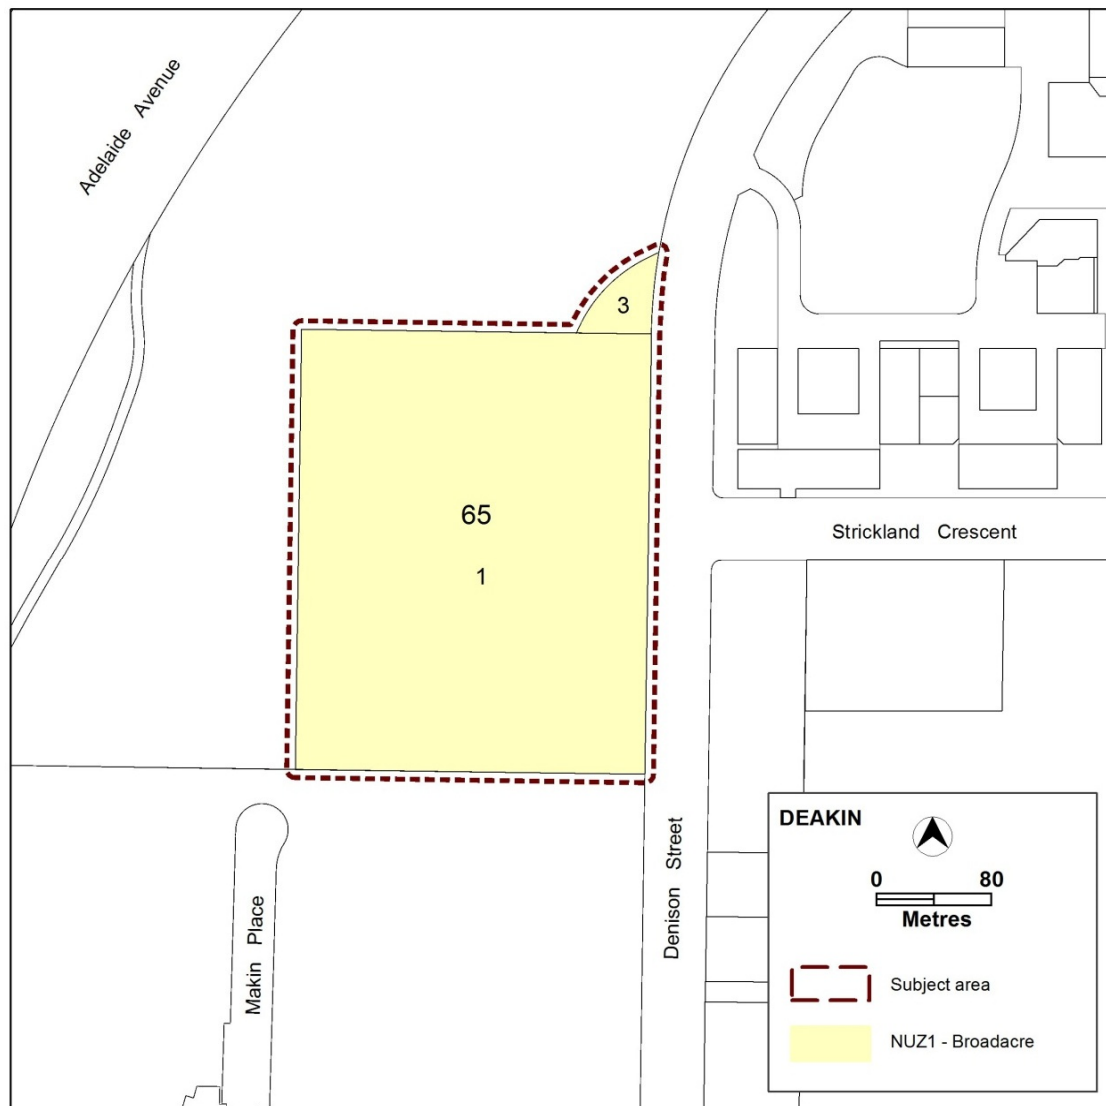 Adelaide Avenue
3
65
1
Strickland Crescent
Denison Street
Makin Place
DEAKIN
0 80
Metres
Subject area
NUZ1 - Broadacre